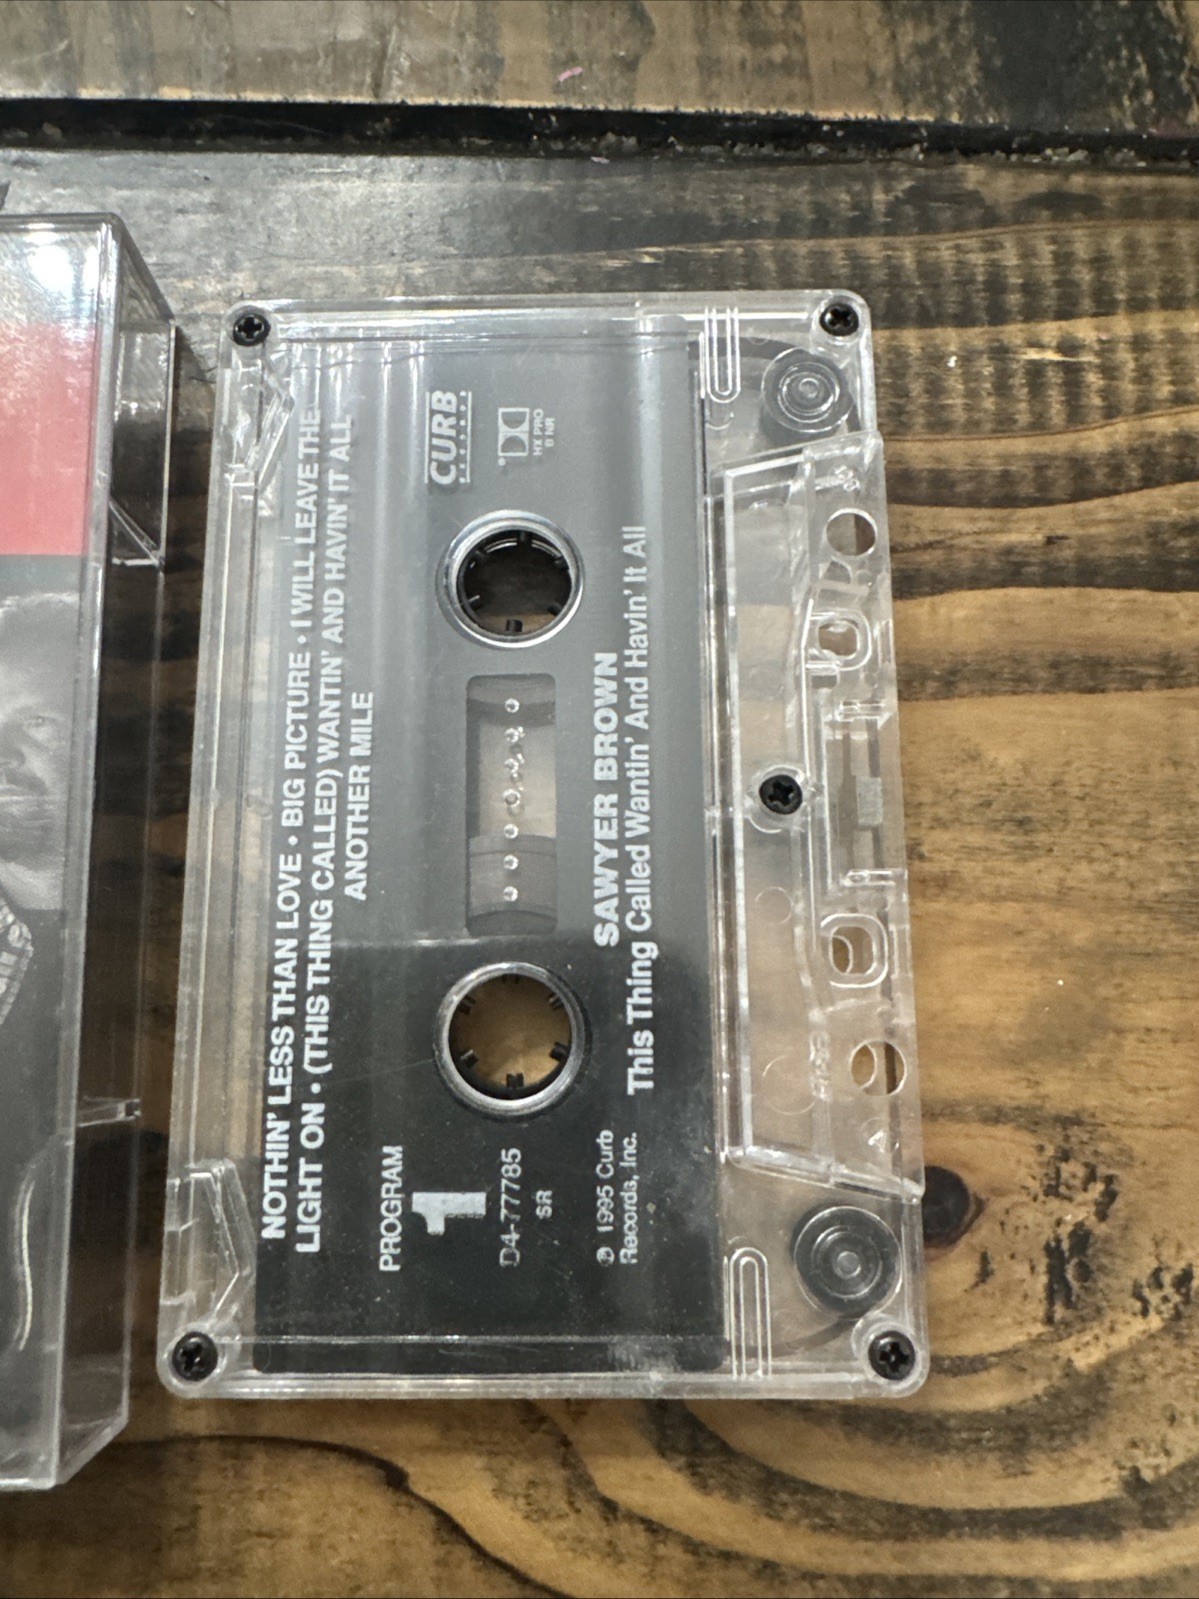 NOTHIN' LESS THAN LOVE • BIG PICTURE • I WILL LEAVE THE
LIGHT ON • (THIS THING CALLED) WANTIN' AND HAVIN' IT ALL
ANOTHER MILE
PROGRAM
1
D4-77785
SR
CURB
RECORDS
HX PRO
B NR
℗ 1995 Curb
Records, Inc.
SAWYER BROWN
This Thing Called Wantin' And Havin' It All